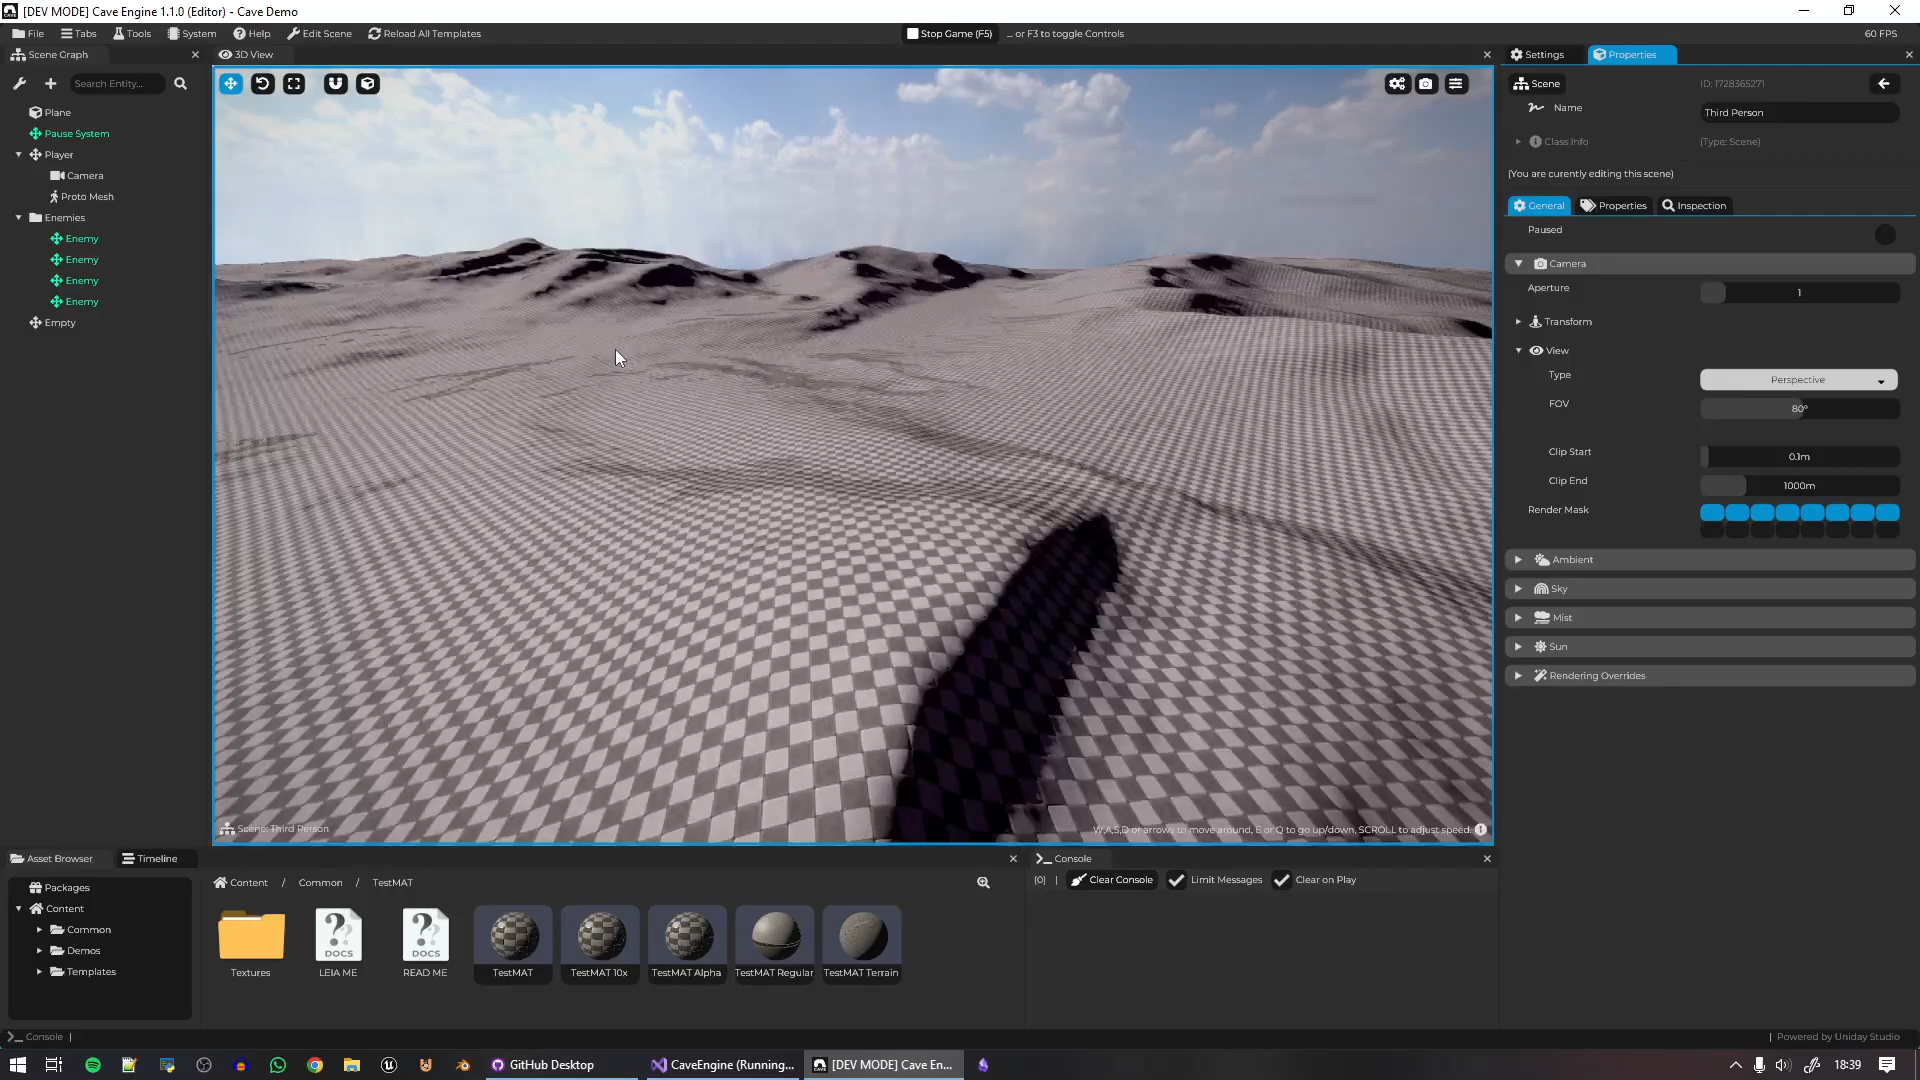 [DEV MODE] Cave Engine 1.1.0 (Editor) - Cave Demo
File Tabs Tools System Help Edit Scene Reload All Templates Stop Game (F5) ... or F3 to toggle Controls 60 FPS
Scene Graph
Search Entity...
Plane
Pause System
Player
Camera
Proto Mesh
Enemies
Enemy
Enemy
Enemy
Enemy
Empty
3D View
Scene: Third Person
W,A,S,D or arrows to move around, E or Q to go up/down, SCROLL to adjust speed.
Settings Properties
Scene ID: 1728365271
Name Third Person
Class Info (Type: Scene)
(You are curently editing this scene)
General Properties Inspection
Paused
Camera
Aperture 1
Transform
View
Type Perspective
FOV 80°
Clip Start 0.1m
Clip End 1000m
Render Mask
Ambient
Sky
Mist
Sun
Rendering Overrides
Asset Browser Timeline
Packages
Content
Common
Demos
Templates
Content / Common / TestMAT
DOCS DOCS
Textures LEIA ME READ ME TestMAT TestMAT 10x TestMAT Alpha TestMAT Regular TestMAT Terrain
Console
[0] | Clear Console Limit Messages Clear on Play
Console | | Powered by Uniday Studio
GitHub Desktop CaveEngine (Running... [DEV MODE] Cave En... 18:39